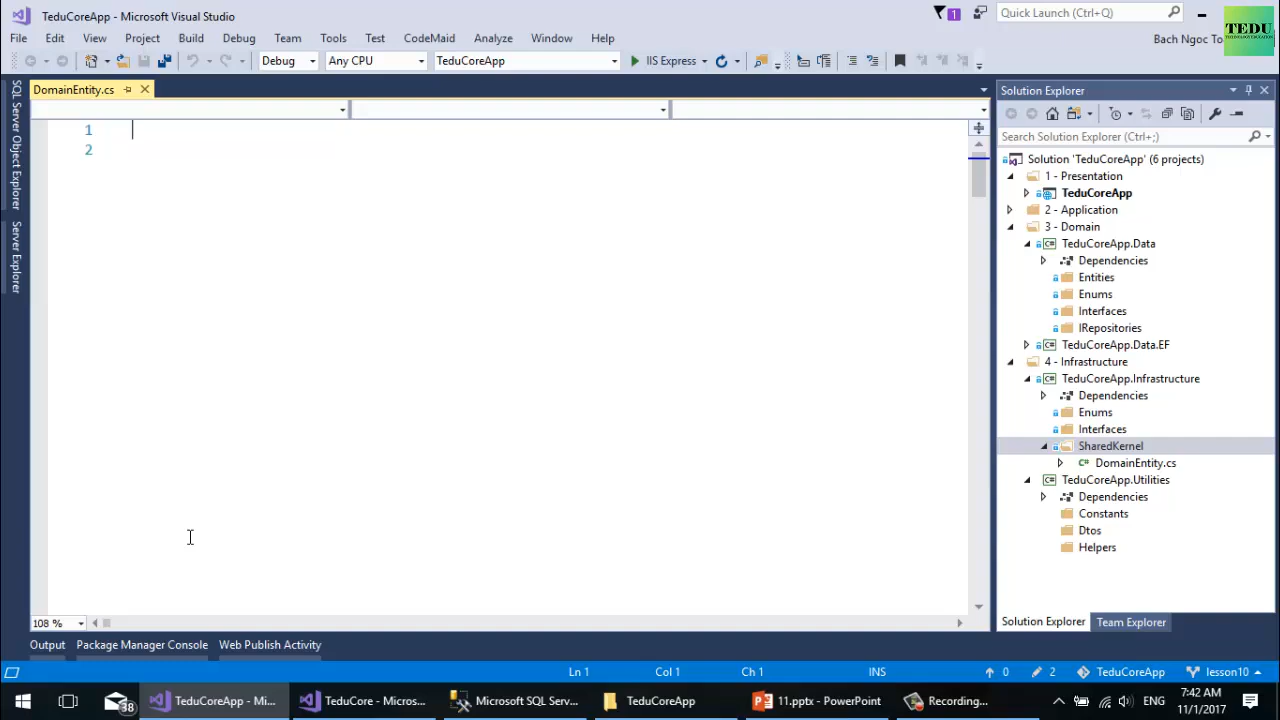 TeduCoreApp - Microsoft Visual Studio
1
Quick Launch (Ctrl+Q)
File Edit View Project Build Debug Team Tools Test CodeMaid Analyze Window Help
Bach Ngoc To
TEDU
Debug Any CPU TeduCoreApp IIS Express
SQL Server Object Explorer
Server Explorer
DomainEntity.cs
1
2
108 %
Solution Explorer
Search Solution Explorer (Ctrl+;)
Solution 'TeduCoreApp' (6 projects)
1 - Presentation
TeduCoreApp
2 - Application
3 - Domain
TeduCoreApp.Data
Dependencies
Entities
Enums
Interfaces
IRepositories
TeduCoreApp.Data.EF
4 - Infrastructure
TeduCoreApp.Infrastructure
Dependencies
Enums
Interfaces
SharedKernel
DomainEntity.cs
TeduCoreApp.Utilities
Dependencies
Constants
Dtos
Helpers
Solution Explorer Team Explorer
Output Package Manager Console Web Publish Activity
Ln 1 Col 1 Ch 1 INS 0 2 TeduCoreApp lesson10
38 TeduCoreApp - Mi... TeduCore - Micros... Microsoft SQL Serv... TeduCoreApp 11.pptx - PowerPoint Recording... ENG 7:42 AM
11/1/2017